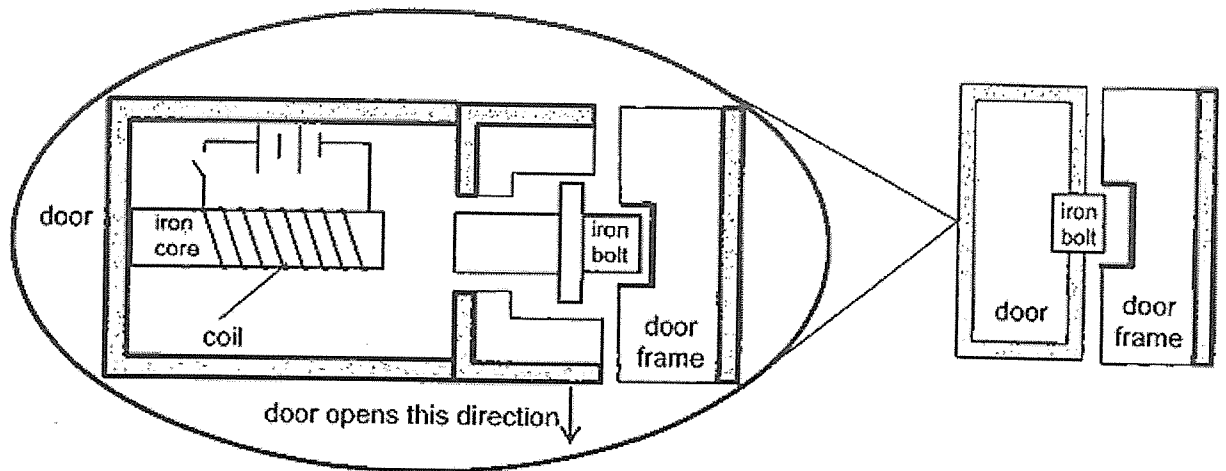 door
iron
core
coil
iron
bolt
door
frame
door opens this direction
iron
bolt
door
door
frame